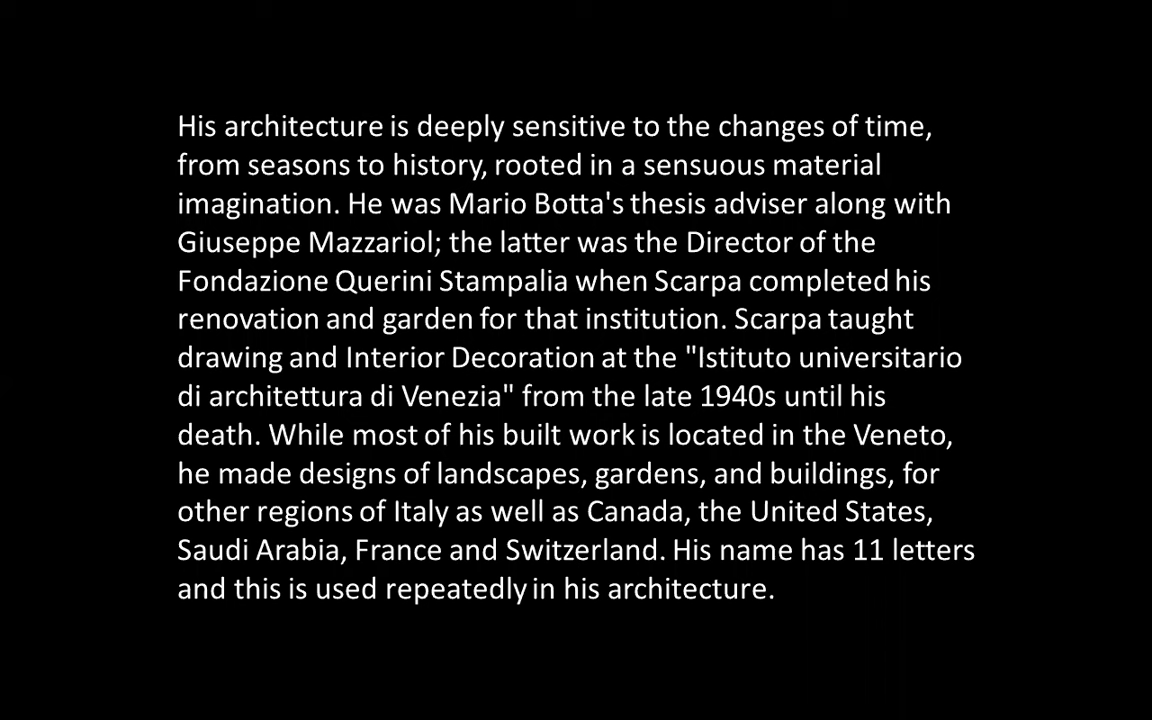 His architecture is deeply sensitive to the changes of time,
from seasons to history, rooted in a sensuous material
imagination. He was Mario Botta's thesis adviser along with
Giuseppe Mazzariol; the latter was the Director of the
Fondazione Querini Stampalia when Scarpa completed his
renovation and garden for that institution. Scarpa taught
drawing and Interior Decoration at the "Istituto universitario
di architettura di Venezia" from the late 1940s until his
death. While most of his built work is located in the Veneto,
he made designs of landscapes, gardens, and buildings, for
other regions of Italy as well as Canada, the United States,
Saudi Arabia, France and Switzerland. His name has 11 letters
and this is used repeatedly in his architecture.